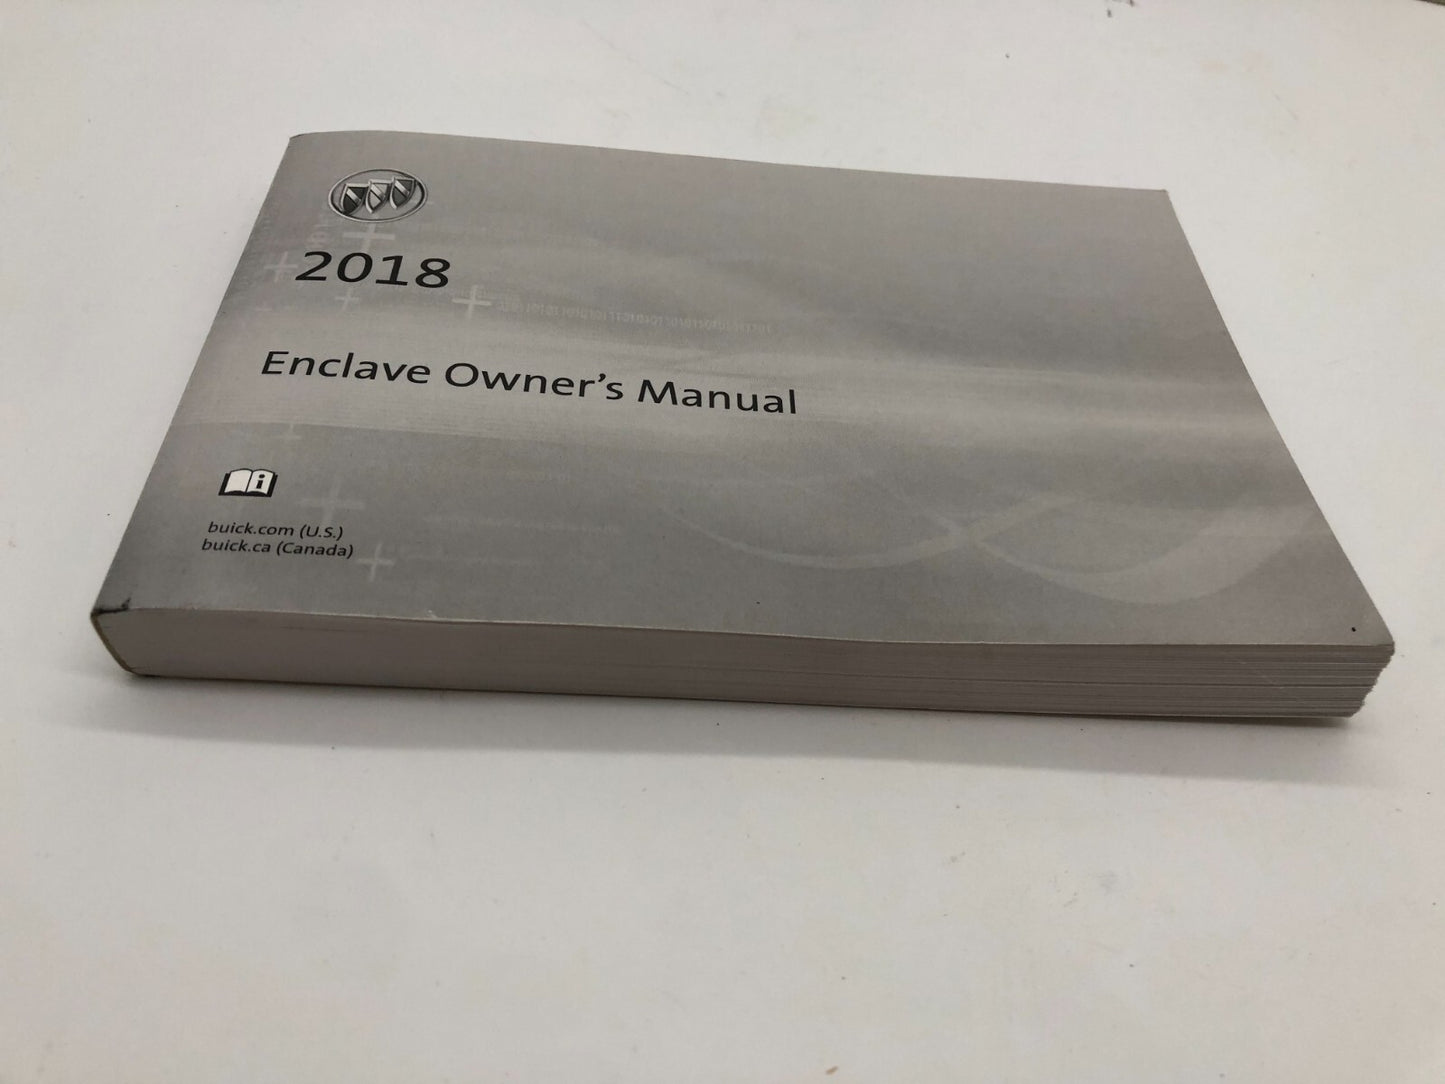 2018
Enclave Owner's Manual
i
buick.com (U.S.)
buick.ca (Canada)